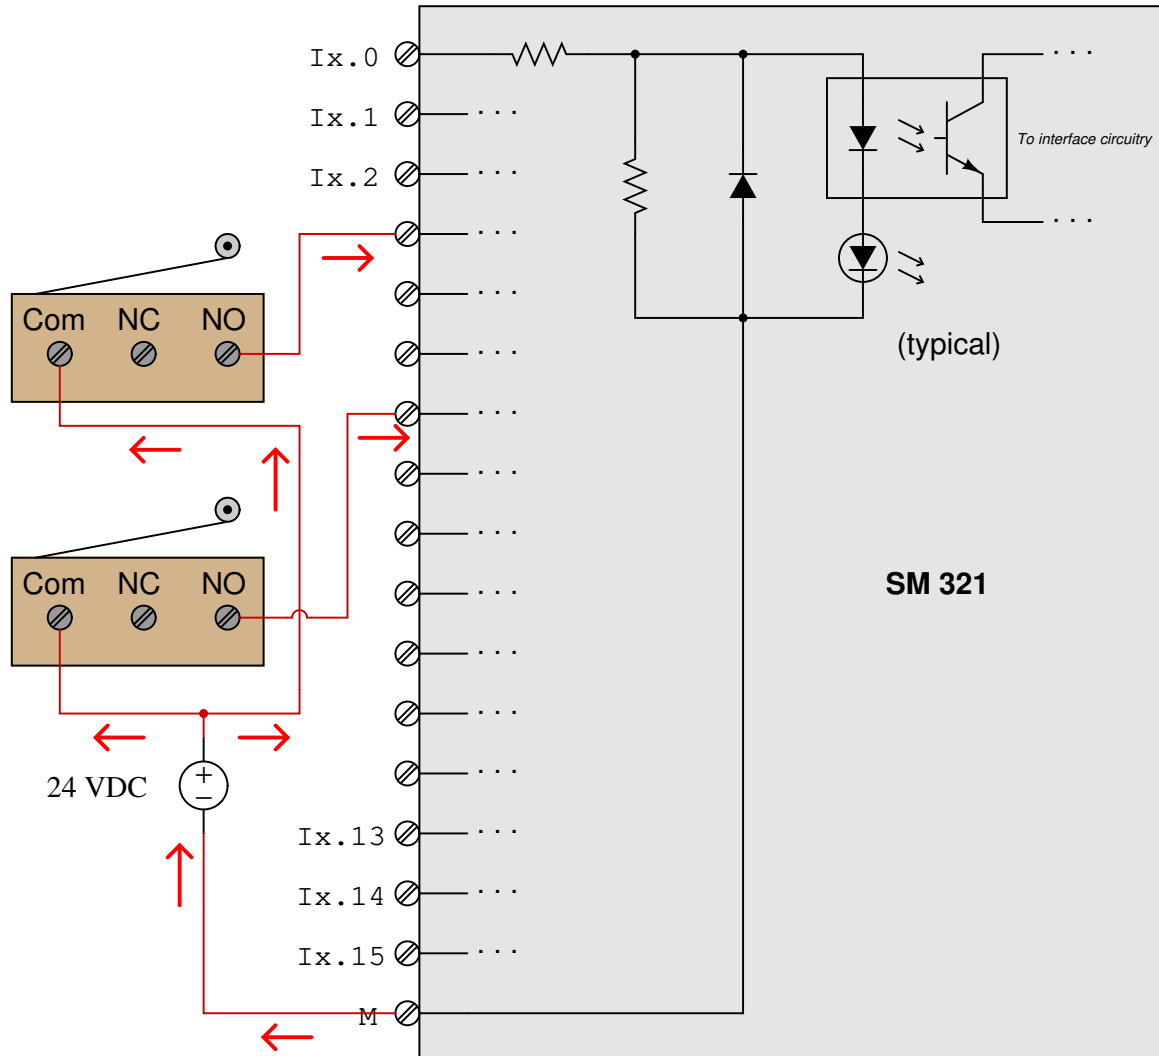 Ix.0
Ix.1
Ix.2
To interface circuitry
Com NC NO
(typical)
Com NC NO
SM 321
24 VDC
+
−
Ix.13
Ix.14
Ix.15
M